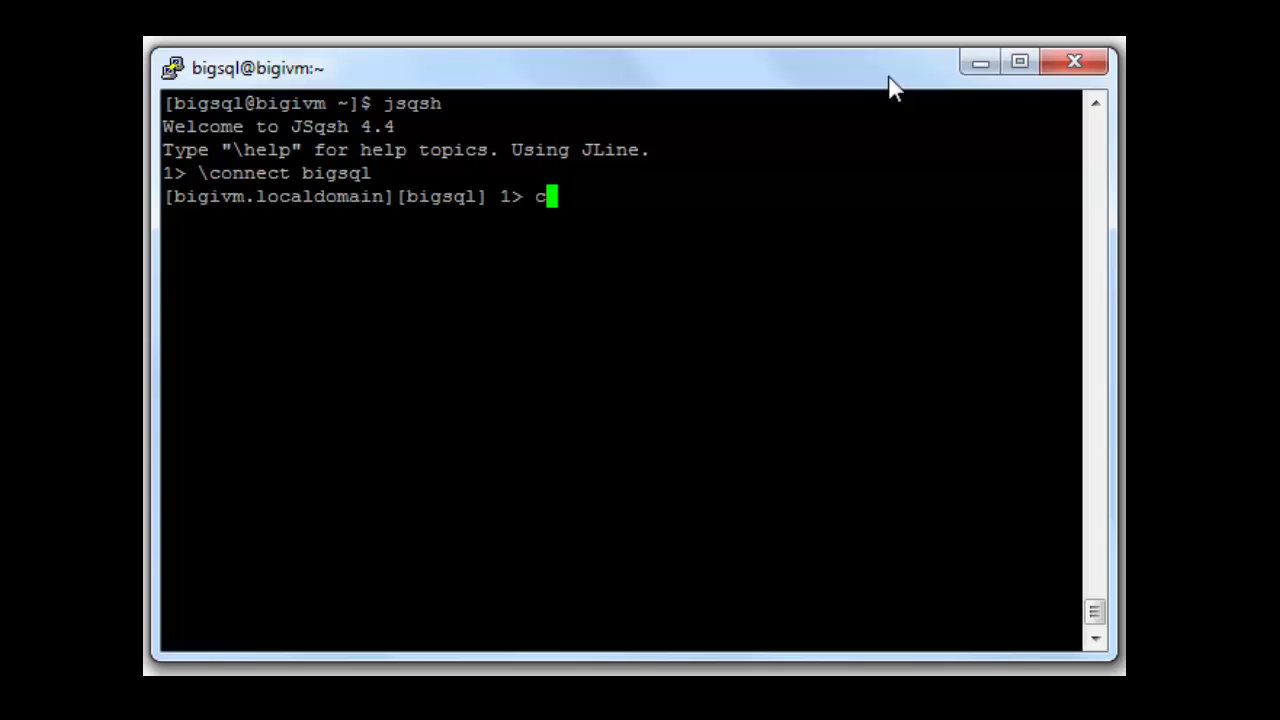 bigsql@bigivm:~
[bigsql@bigivm ~]$ jsqsh
Welcome to JSqsh 4.4
Type "\help" for help topics. Using JLine.
1> \connect bigsql
[bigivm.localdomain][bigsql] 1> c